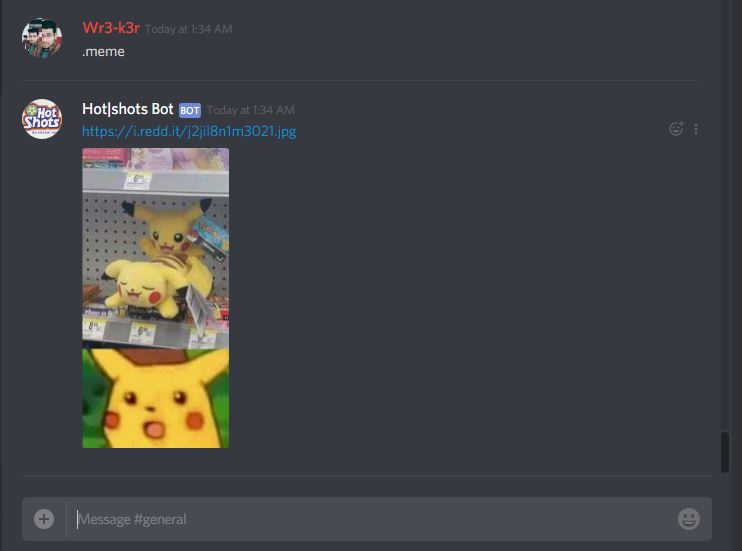 Wr3-k3r Today at 1:34 AM
.meme
Hot Shots
Hot|shots Bot BOT Today at 1:34 AM
https://i.redd.it/j2jil8n1m3021.jpg
Message #general